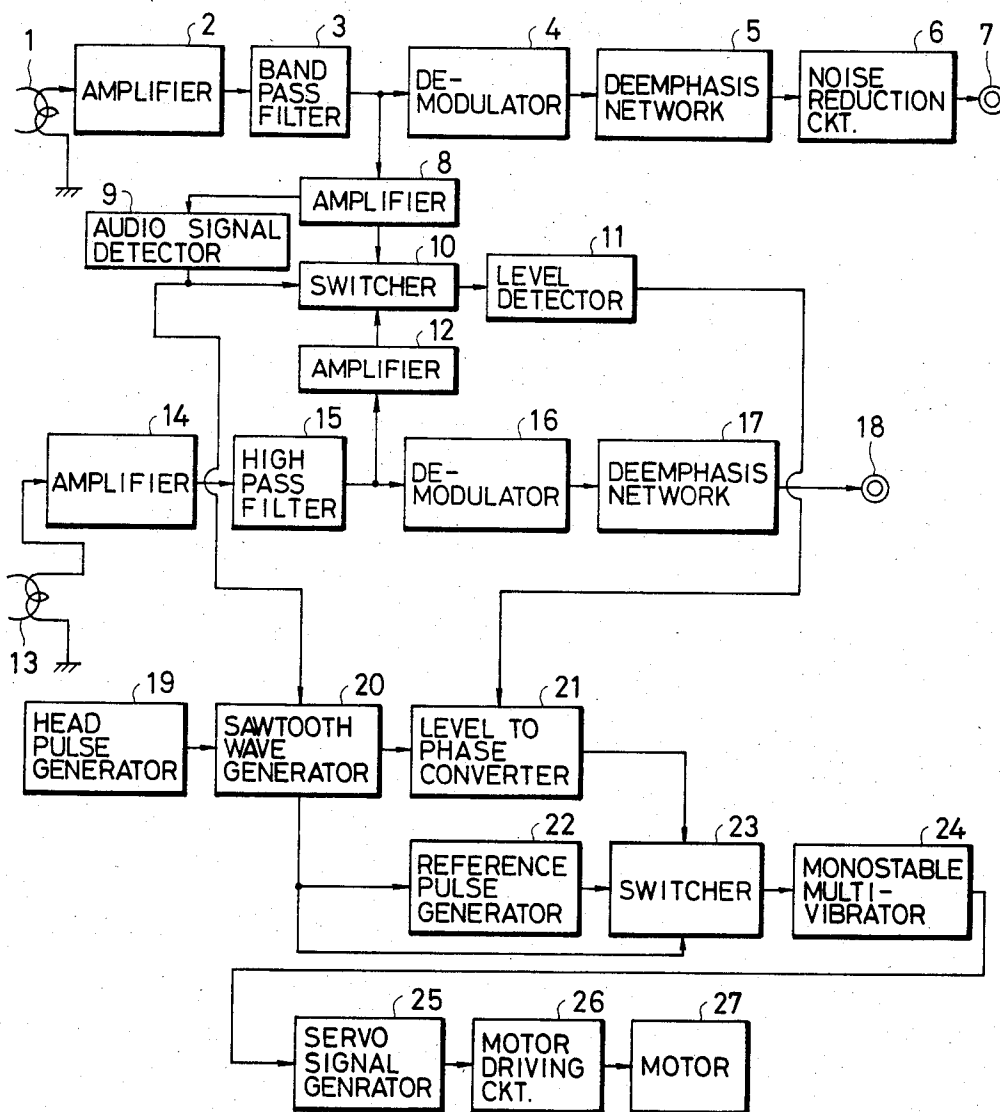 1
2
3
4
5
6
7
AMPLIFIER
BAND
PASS
FILTER
DE-
MODULATOR
DEEMPHASIS
NETWORK
NOISE
REDUCTION
CKT.
8
AMPLIFIER
9
AUDIO SIGNAL
DETECTOR
10
SWITCHER
11
LEVEL
DETECTOR
12
AMPLIFIER
14
AMPLIFIER
15
HIGH
PASS
FILTER
16
DE-
MODULATOR
17
DEEMPHASIS
NETWORK
18
13
19
HEAD
PULSE
GENERATOR
20
SAWTOOTH
WAVE
GENERATOR
21
LEVEL TO
PHASE
CONVERTER
22
REFERENCE
PULSE
GENERATOR
23
SWITCHER
24
MONOSTABLE
MULTI-
VIBRATOR
25
SERVO
SIGNAL
GENRATOR
26
MOTOR
DRIVING
CKT.
27
MOTOR